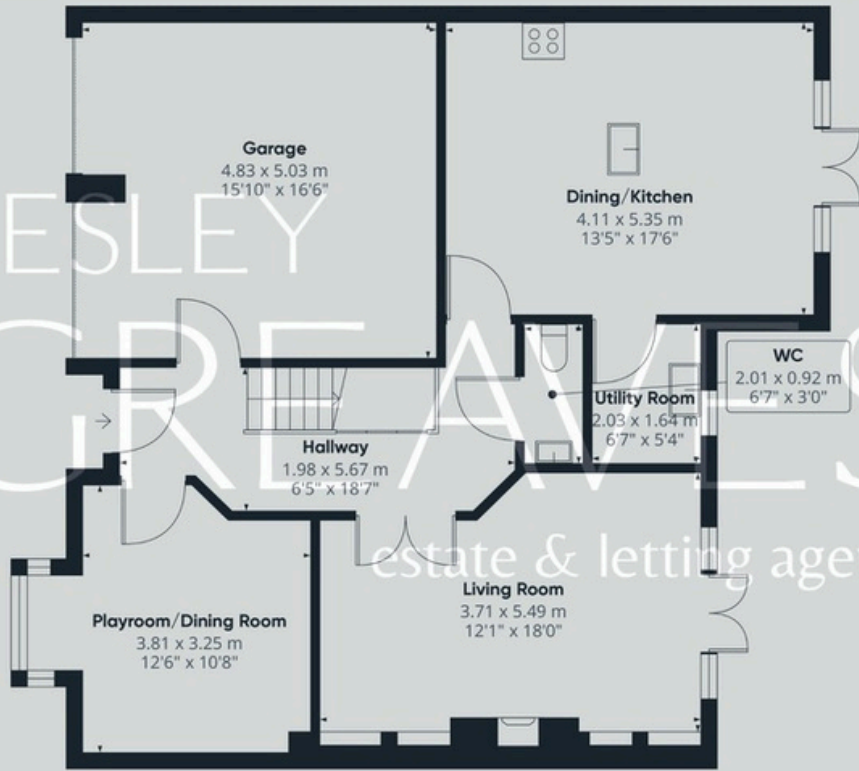 Garage
4.83 x 5.03 m
15'10" x 16'6"
Dining/Kitchen
4.11 x 5.35 m
13'5" x 17'6"
ESLEY
GREAVES
WC
2.01 x 0.92 m
6'7" x 3'0"
Utility Room
2.03 x 1.64 m
6'7" x 5'4"
Hallway
1.98 x 5.67 m
6'5" x 18'7"
estate & letting age
Living Room
3.71 x 5.49 m
12'1" x 18'0"
Playroom/Dining Room
3.81 x 3.25 m
12'6" x 10'8"